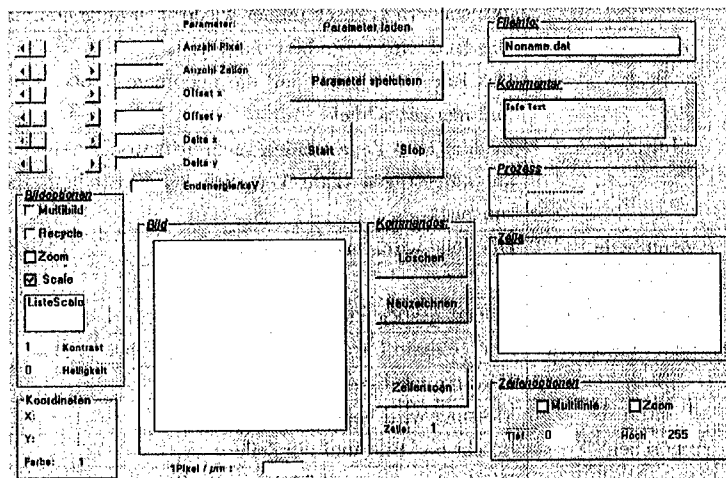 Parameter:
Anzahl Pixel
Anzahl Zeilen
Offset x
Offset y
Delta x
Delta y
Endenergie/keV
Parameter laden
Parameter speichern
Start
Stop
Fileinfo:
Noname.dat
Kommentar
Info Text
Prozess
Bildoptionen
Multibild
Recycle
Zoom
Scale
ListeScale
1 Kontrast
0 Helligkeit
Koordinaten
X:
Y:
Farbe: 1
Bild
1Pixel / µm :
Kommandos:
Löschen
Neuzeichnen
Zeilenscan
Zeile: 1
Zeile
Zeilenoptionen
Multilinie Zoom
Tief 0 Hoch 255